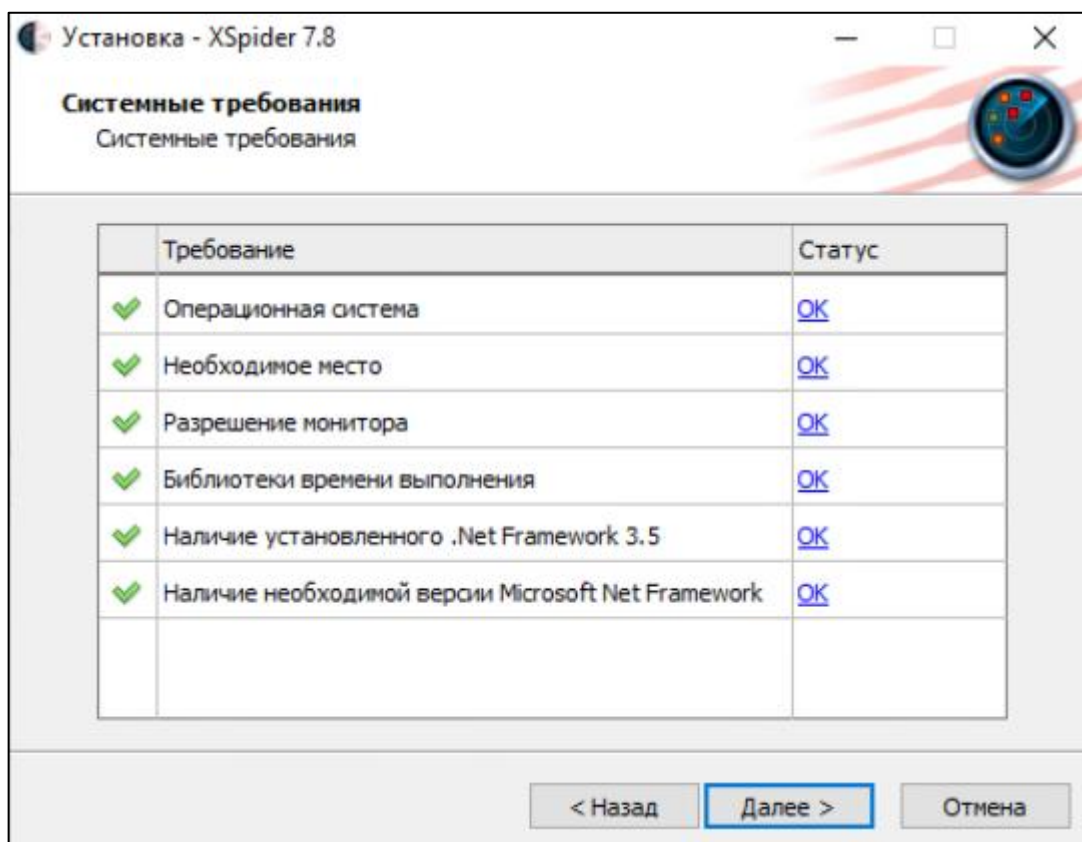 Установка - XSpider 7.8
Системные требования
Системные требования
Требование Статус
Операционная система OK
Необходимое место OK
Разрешение монитора OK
Библиотеки времени выполнения OK
Наличие установленного .Net Framework 3.5 OK
Наличие необходимой версии Microsoft Net Framework OK
< Назад Далее > Отмена